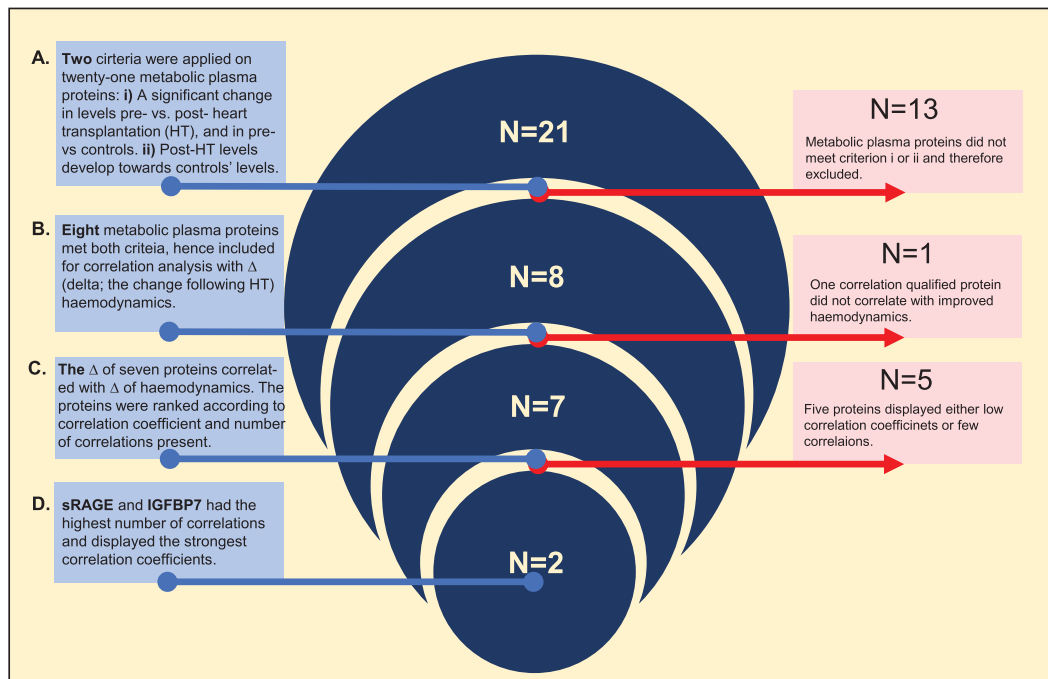 A.
Two cirteria were applied on
twenty-one metabolic plasma
proteins: i) A significant change
in levels pre- vs. post- heart
transplantation (HT), and in pre-
vs controls. ii) Post-HT levels
develop towards controls' levels.
N=21
N=13
Metabolic plasma proteins did not
meet criterion i or ii and therefore
excluded.
B.
Eight metabolic plasma proteins
met both criteia, hence included
for correlation analysis with Δ
(delta; the change following HT)
haemodynamics.
N=8
N=1
One correlation qualified protein
did not correlate with improved
haemodynamics.
C.
The Δ of seven proteins correlat-
ed with Δ of haemodynamics. The
proteins were ranked according to
correlation coefficient and number
of correlations present.
N=7
N=5
Five proteins displayed either low
correlation coefficinets or few
correlaions.
D.
sRAGE and IGFBP7 had the
highest number of correlations
and displayed the strongest
correlation coefficients.
N=2